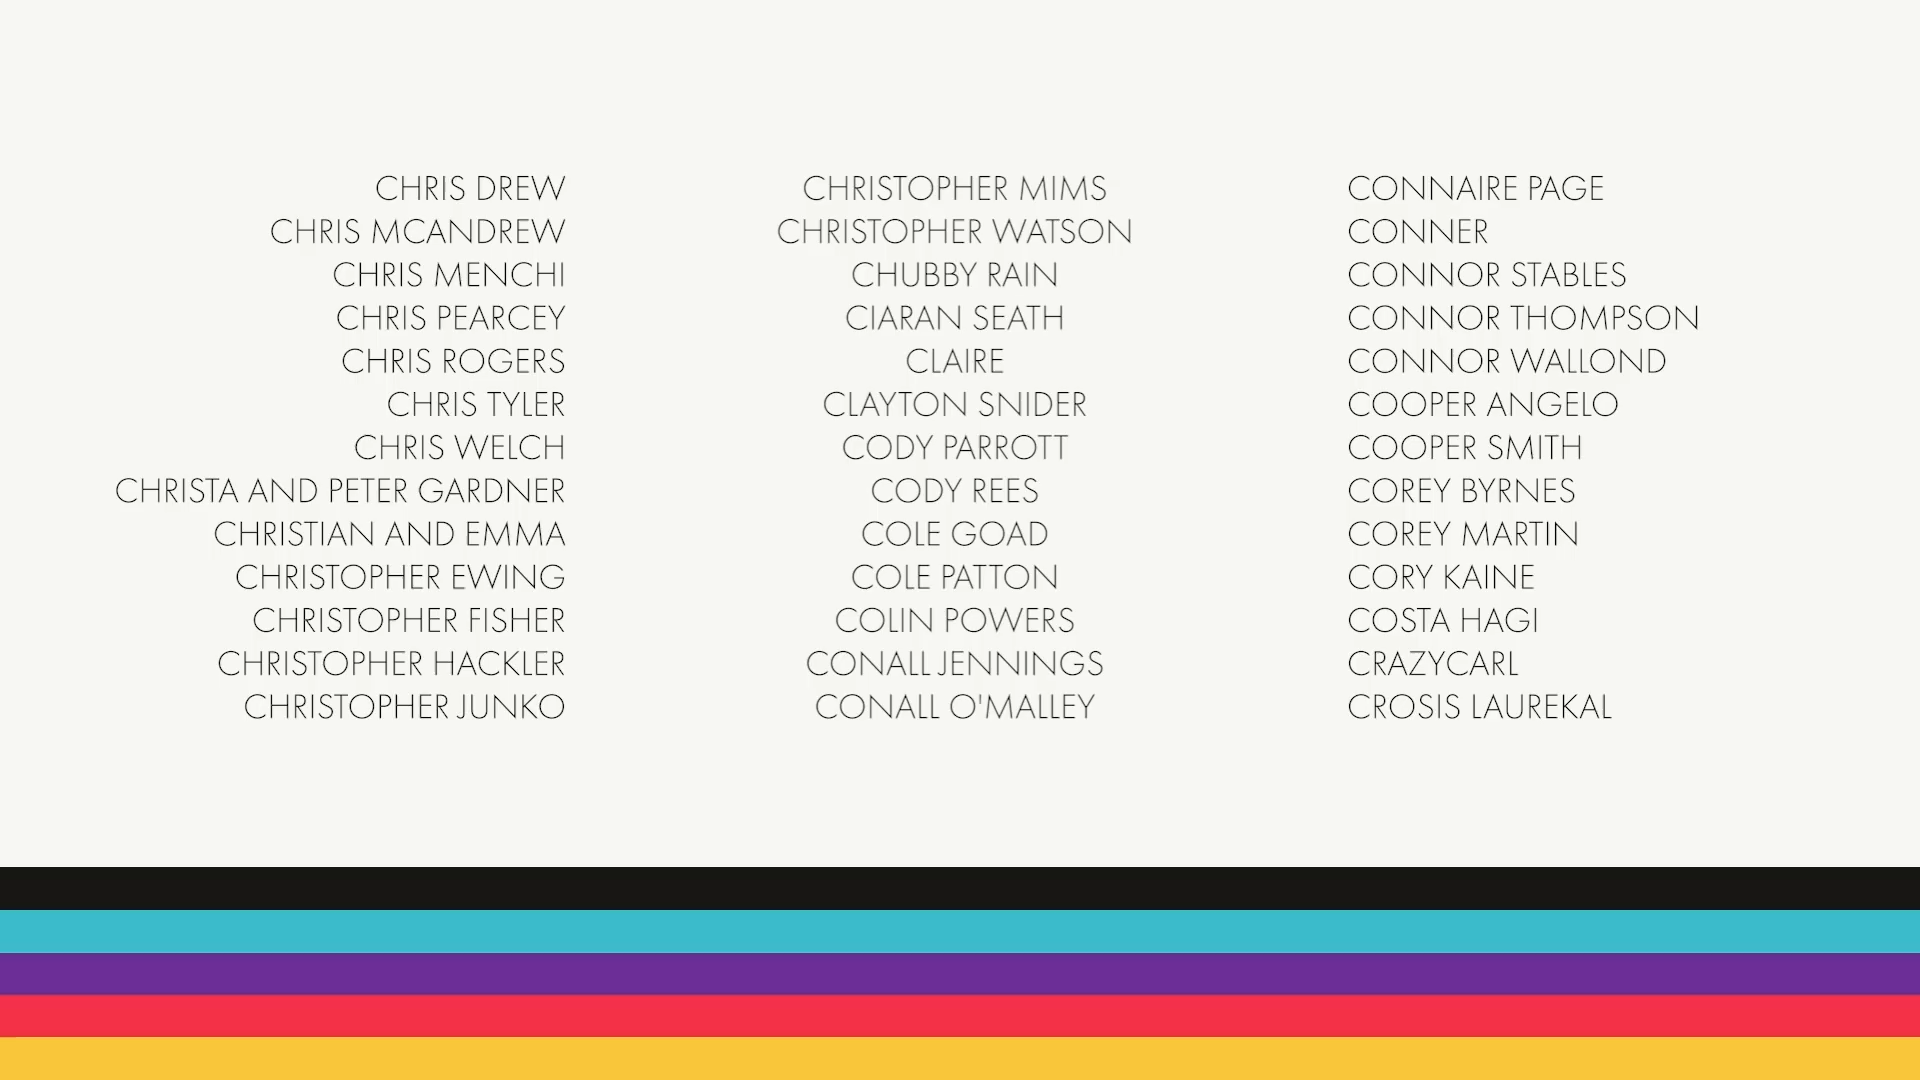 CHRIS DREW
CHRIS MCANDREW
CHRIS MENCHI
CHRIS PEARCEY
CHRIS ROGERS
CHRIS TYLER
CHRIS WELCH
CHRISTA AND PETER GARDNER
CHRISTIAN AND EMMA
CHRISTOPHER EWING
CHRISTOPHER FISHER
CHRISTOPHER HACKLER
CHRISTOPHER JUNKO
CHRISTOPHER MIMS
CHRISTOPHER WATSON
CHUBBY RAIN
CIARAN SEATH
CLAIRE
CLAYTON SNIDER
CODY PARROTT
CODY REES
COLE GOAD
COLE PATTON
COLIN POWERS
CONALL JENNINGS
CONALL O'MALLEY
CONNAIRE PAGE
CONNER
CONNOR STABLES
CONNOR THOMPSON
CONNOR WALLOND
COOPER ANGELO
COOPER SMITH
COREY BYRNES
COREY MARTIN
CORY KAINE
COSTA HAGI
CRAZYCARL
CROSIS LAUREKAL